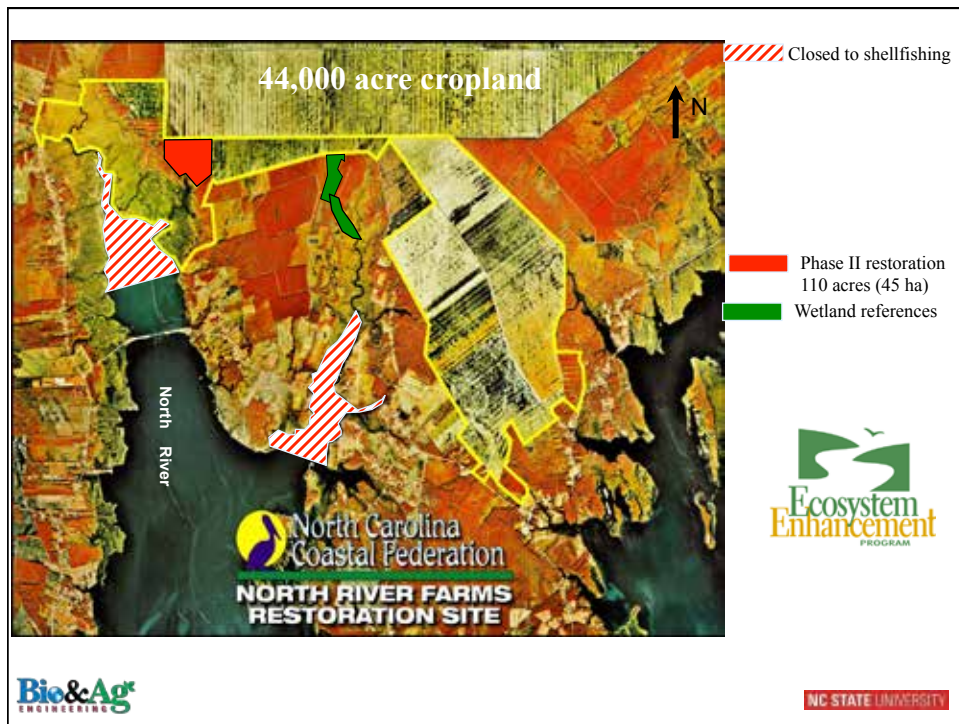 44,000 acre cropland
Closed to shellfishing
N
Phase II restoration
110 acres (45 ha)
Wetland references
North River
Ecosystem
Enhancement
PROGRAM
North Carolina
Coastal Federation
NORTH RIVER FARMS
RESTORATION SITE
Bio&Ag
ENGINEERING
NC STATE UNIVERSITY